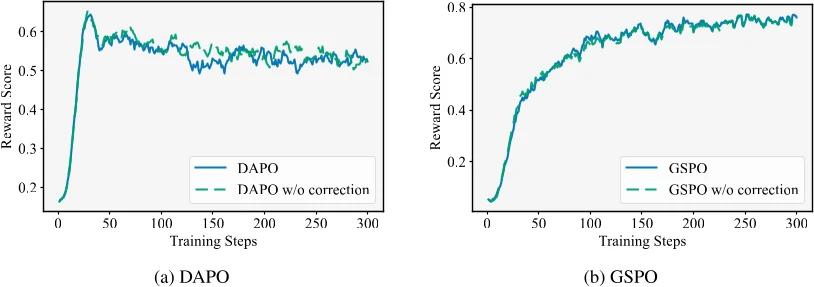 0.6
0.5
0.4
0.3
0.2
Reward Score
DAPO
DAPO w/o correction
0 50 100 150 200 250 300
Training Steps
(a) DAPO
0.8
0.6
0.4
0.2
Reward Score
GSPO
GSPO w/o correction
0 50 100 150 200 250 300
Training Steps
(b) GSPO